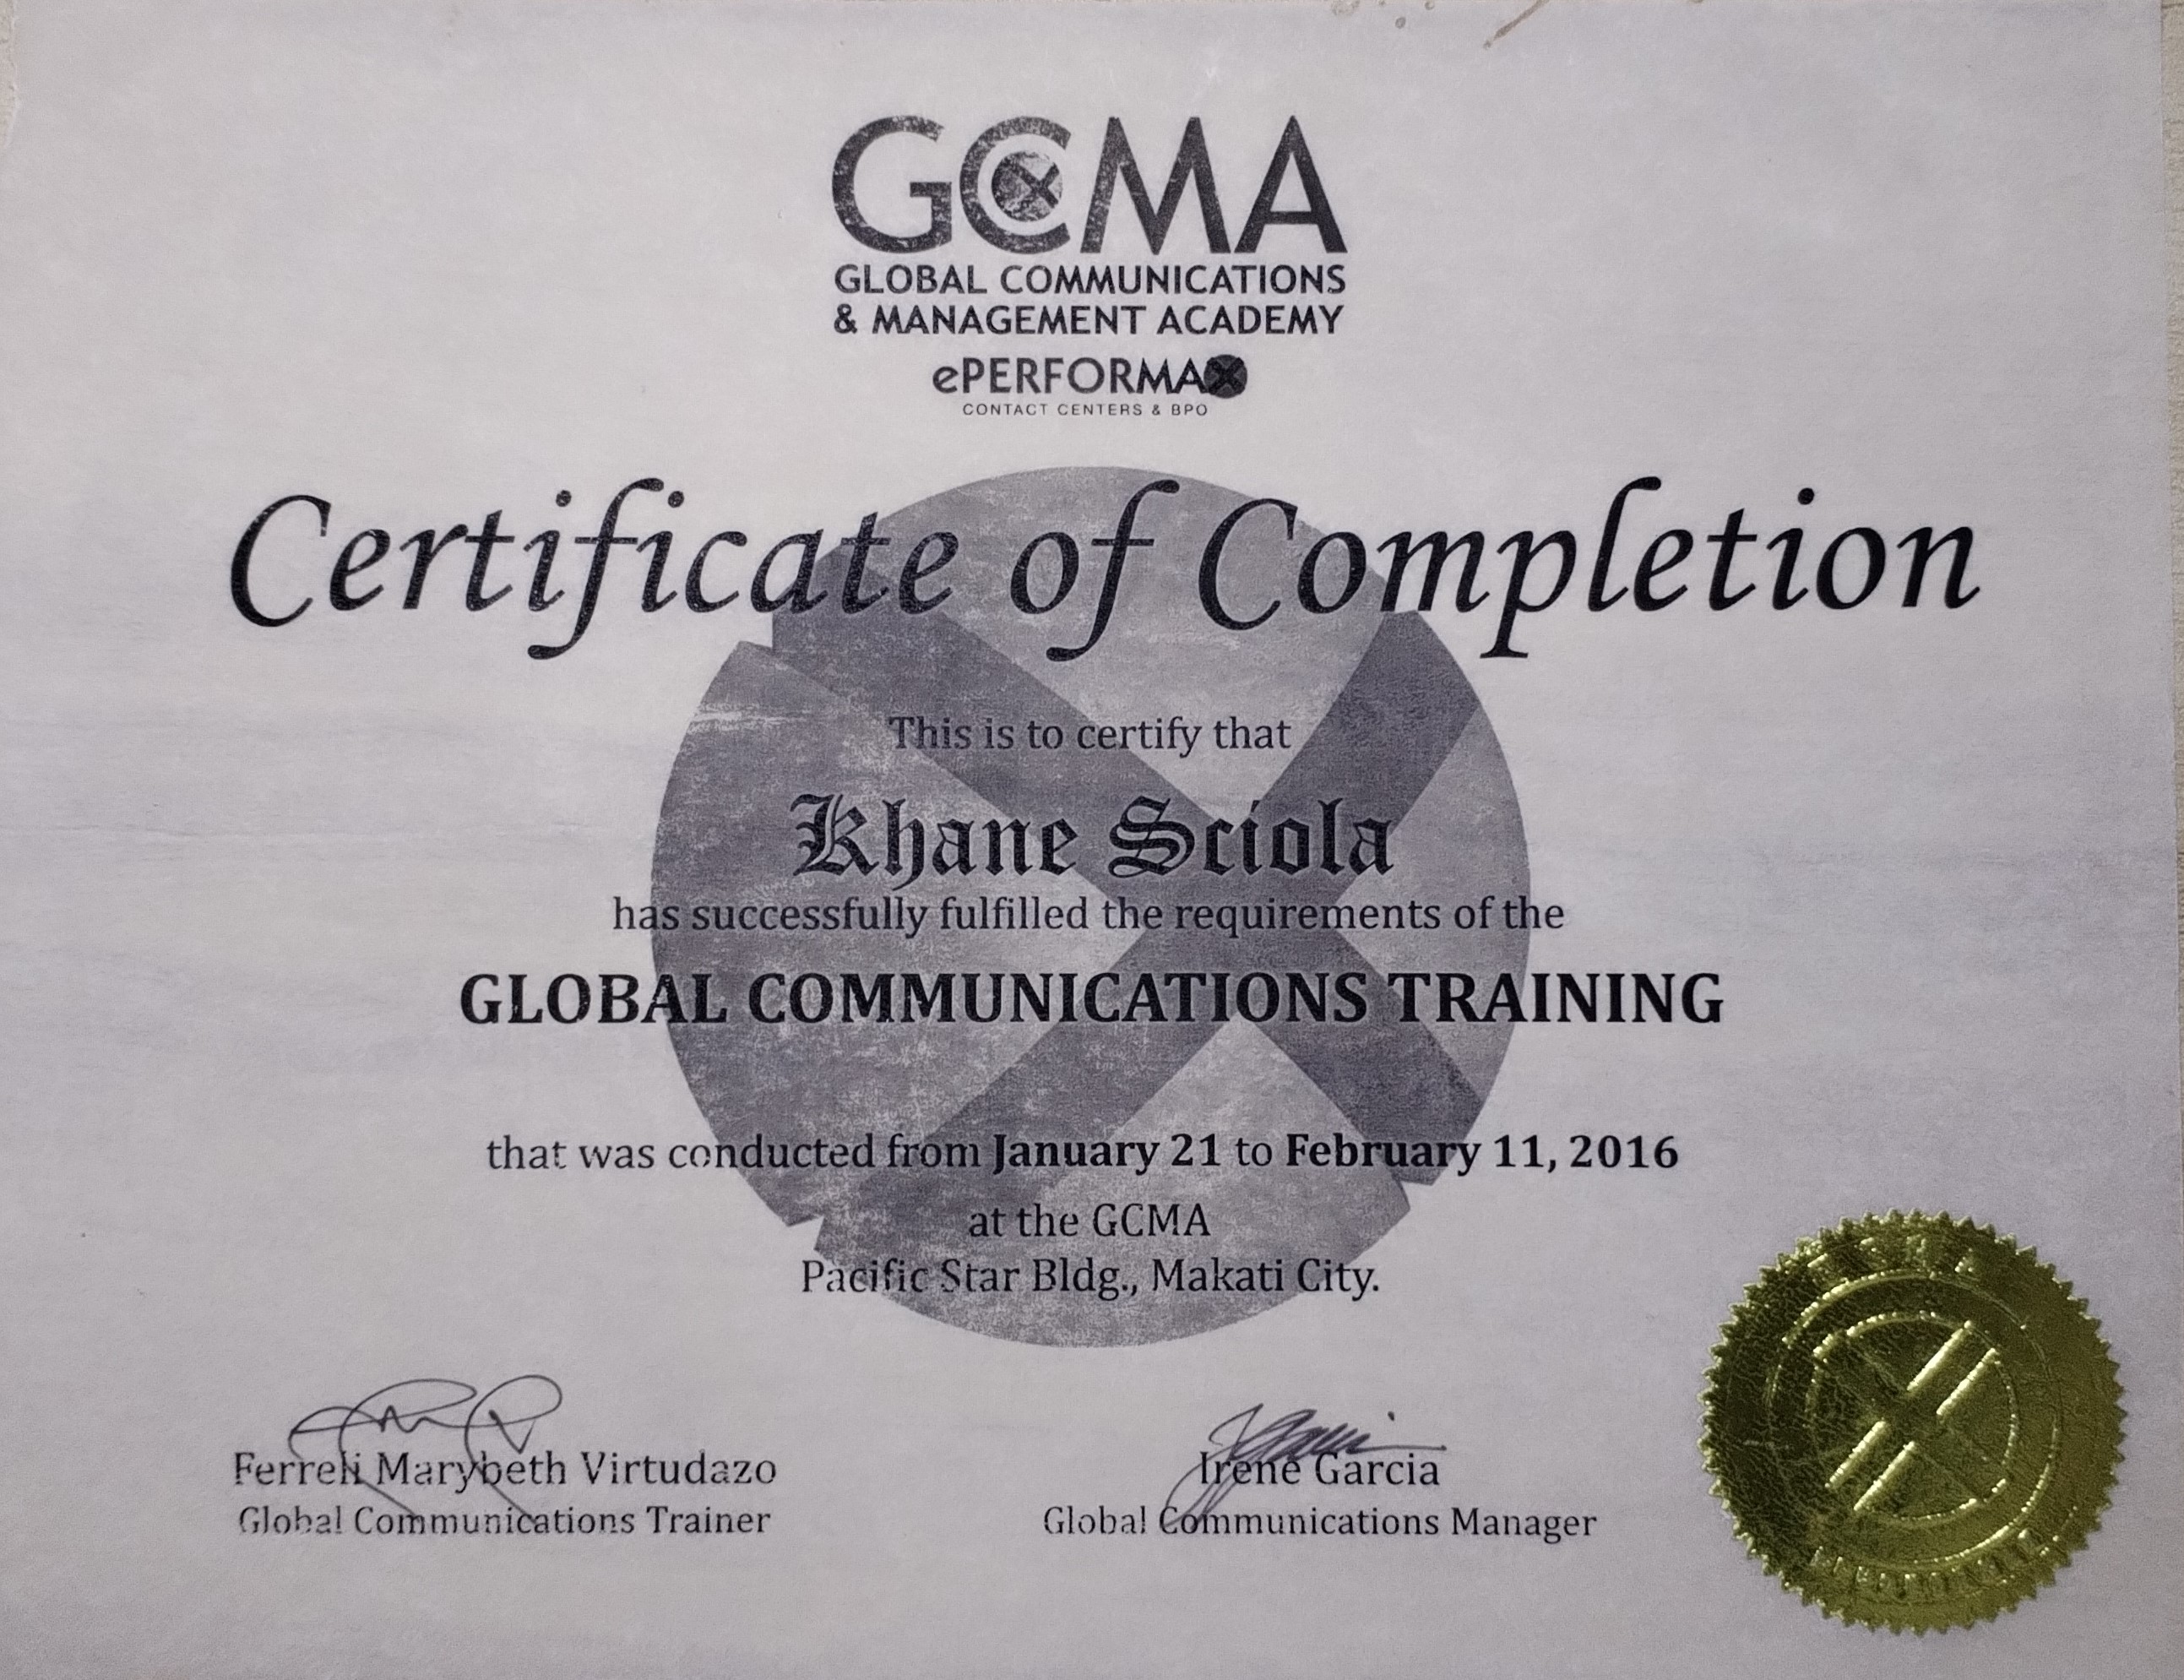 GCMA
GLOBAL COMMUNICATIONS
& MANAGEMENT ACADEMY
ePERFORMAX
CONTACT CENTERS & BPO
Certificate of Completion
This is to certify that
Khane Sciola
has successfully fulfilled the requirements of the
GLOBAL COMMUNICATIONS TRAINING
that was conducted from January 21 to February 11, 2016
at the GCMA
Pacific Star Bldg., Makati City.
Ferreli Marybeth Virtudazo
Global Communications Trainer
Irene Garcia
Global Communications Manager